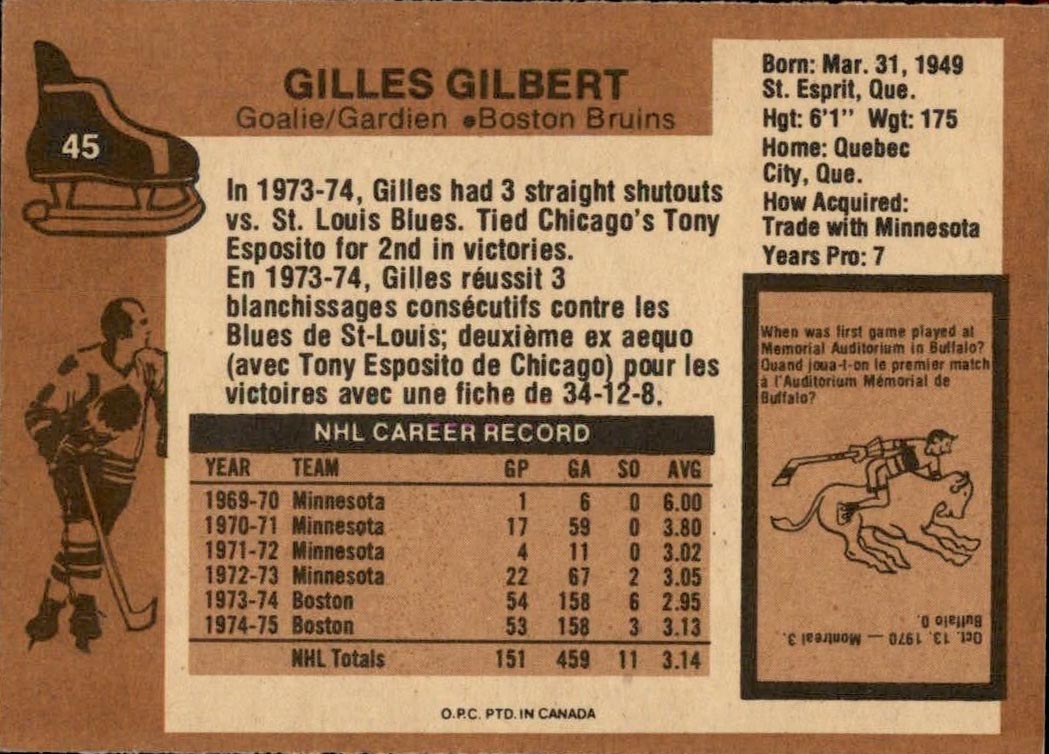 45
GILLES GILBERT
Goalie/Gardien •Boston Bruins
Born: Mar. 31, 1949
St. Esprit, Que.
Hgt: 6'1" Wgt: 175
Home: Quebec
City, Que.
How Acquired:
Trade with Minnesota
Years Pro: 7
In 1973-74, Gilles had 3 straight shutouts
vs. St. Louis Blues. Tied Chicago's Tony
Esposito for 2nd in victories.
En 1973-74, Gilles réussit 3
blanchissages consécutifs contre les
Blues de St-Louis; deuxième ex aequo
(avec Tony Esposito de Chicago) pour les
victoires avec une fiche de 34-12-8.
NHL CAREER RECORD
YEAR TEAM GP GA SO AVG
1969-70 Minnesota 1 6 0 6.00
1970-71 Minnesota 17 59 0 3.80
1971-72 Minnesota 4 11 0 3.02
1972-73 Minnesota 22 67 2 3.05
1973-74 Boston 54 158 6 2.95
1974-75 Boston 53 158 3 3.13
NHL Totals 151 459 11 3.14
When was first game played at
Memorial Auditorium in Buffalo?
Quand joua-t-on le premier match
à l'Auditorium Mémorial de
Buffalo?
Oct. 13, 1970 — Montreal 3,
Buffalo 0.
O.P.C. PTD. IN CANADA